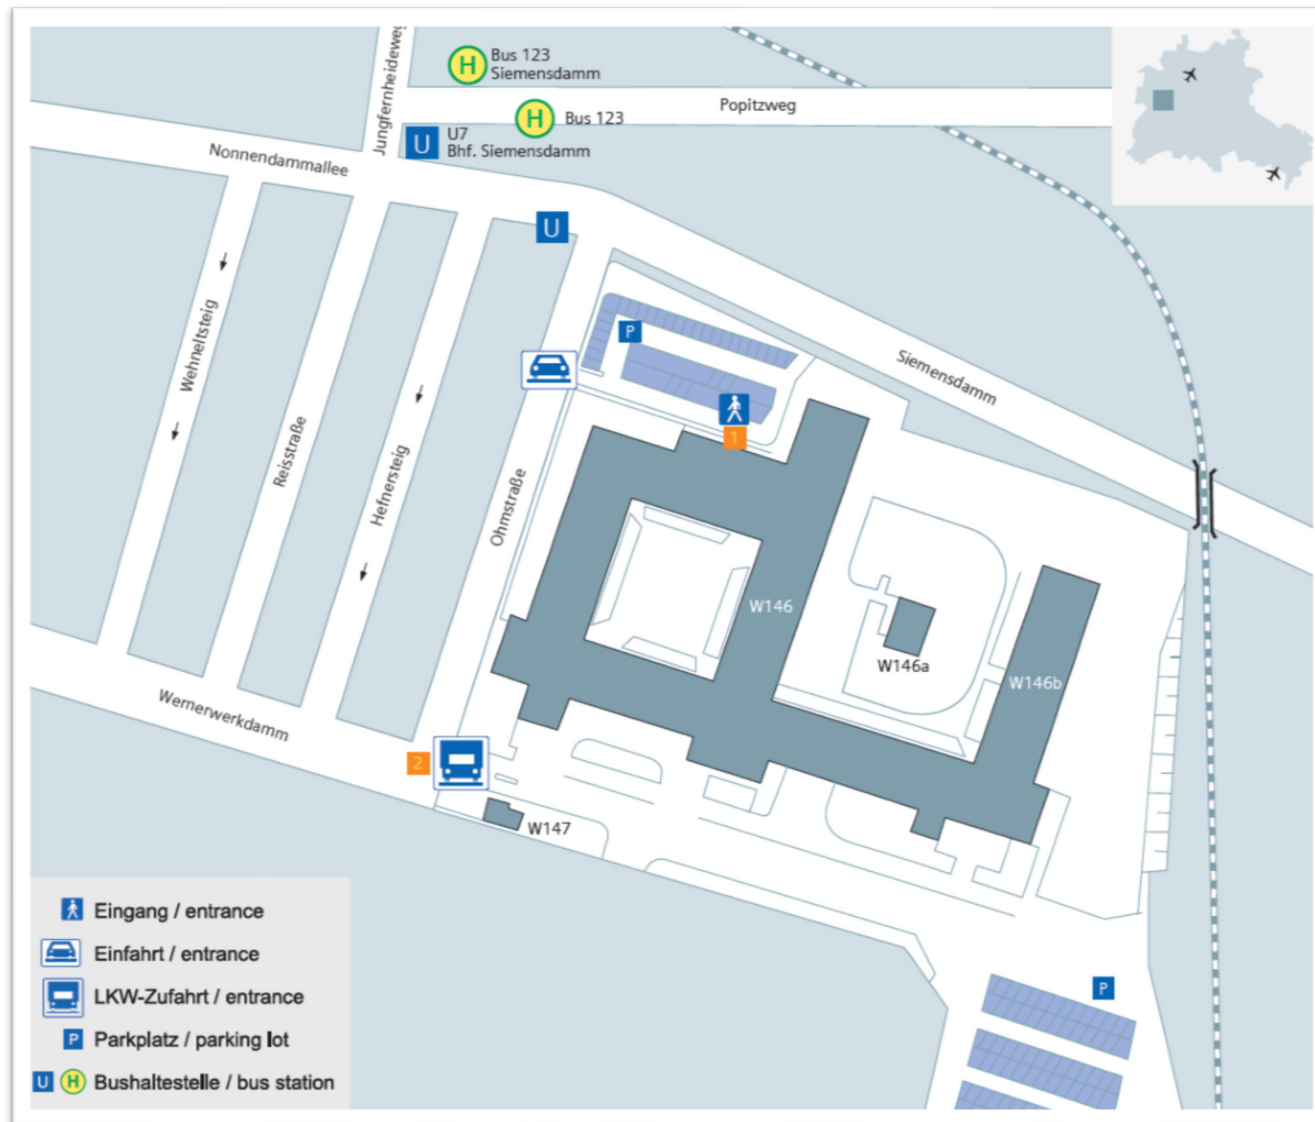 Jungfernheideweg
H
Bus 123
Siemensdamm
H
Bus 123
Popitzweg
U
U7
Bhf. Siemensdamm
Nonnendammallee
U
P
Wehneltsteig
Reisstraße
Hefnersteig
Ohmstraße
Siemensdamm
1
W146
W146a
W146b
Wernerwerkdamm
2
W147
P
Eingang / entrance
Einfahrt / entrance
LKW-Zufahrt / entrance
P Parkplatz / parking lot
U H Bushaltestelle / bus station